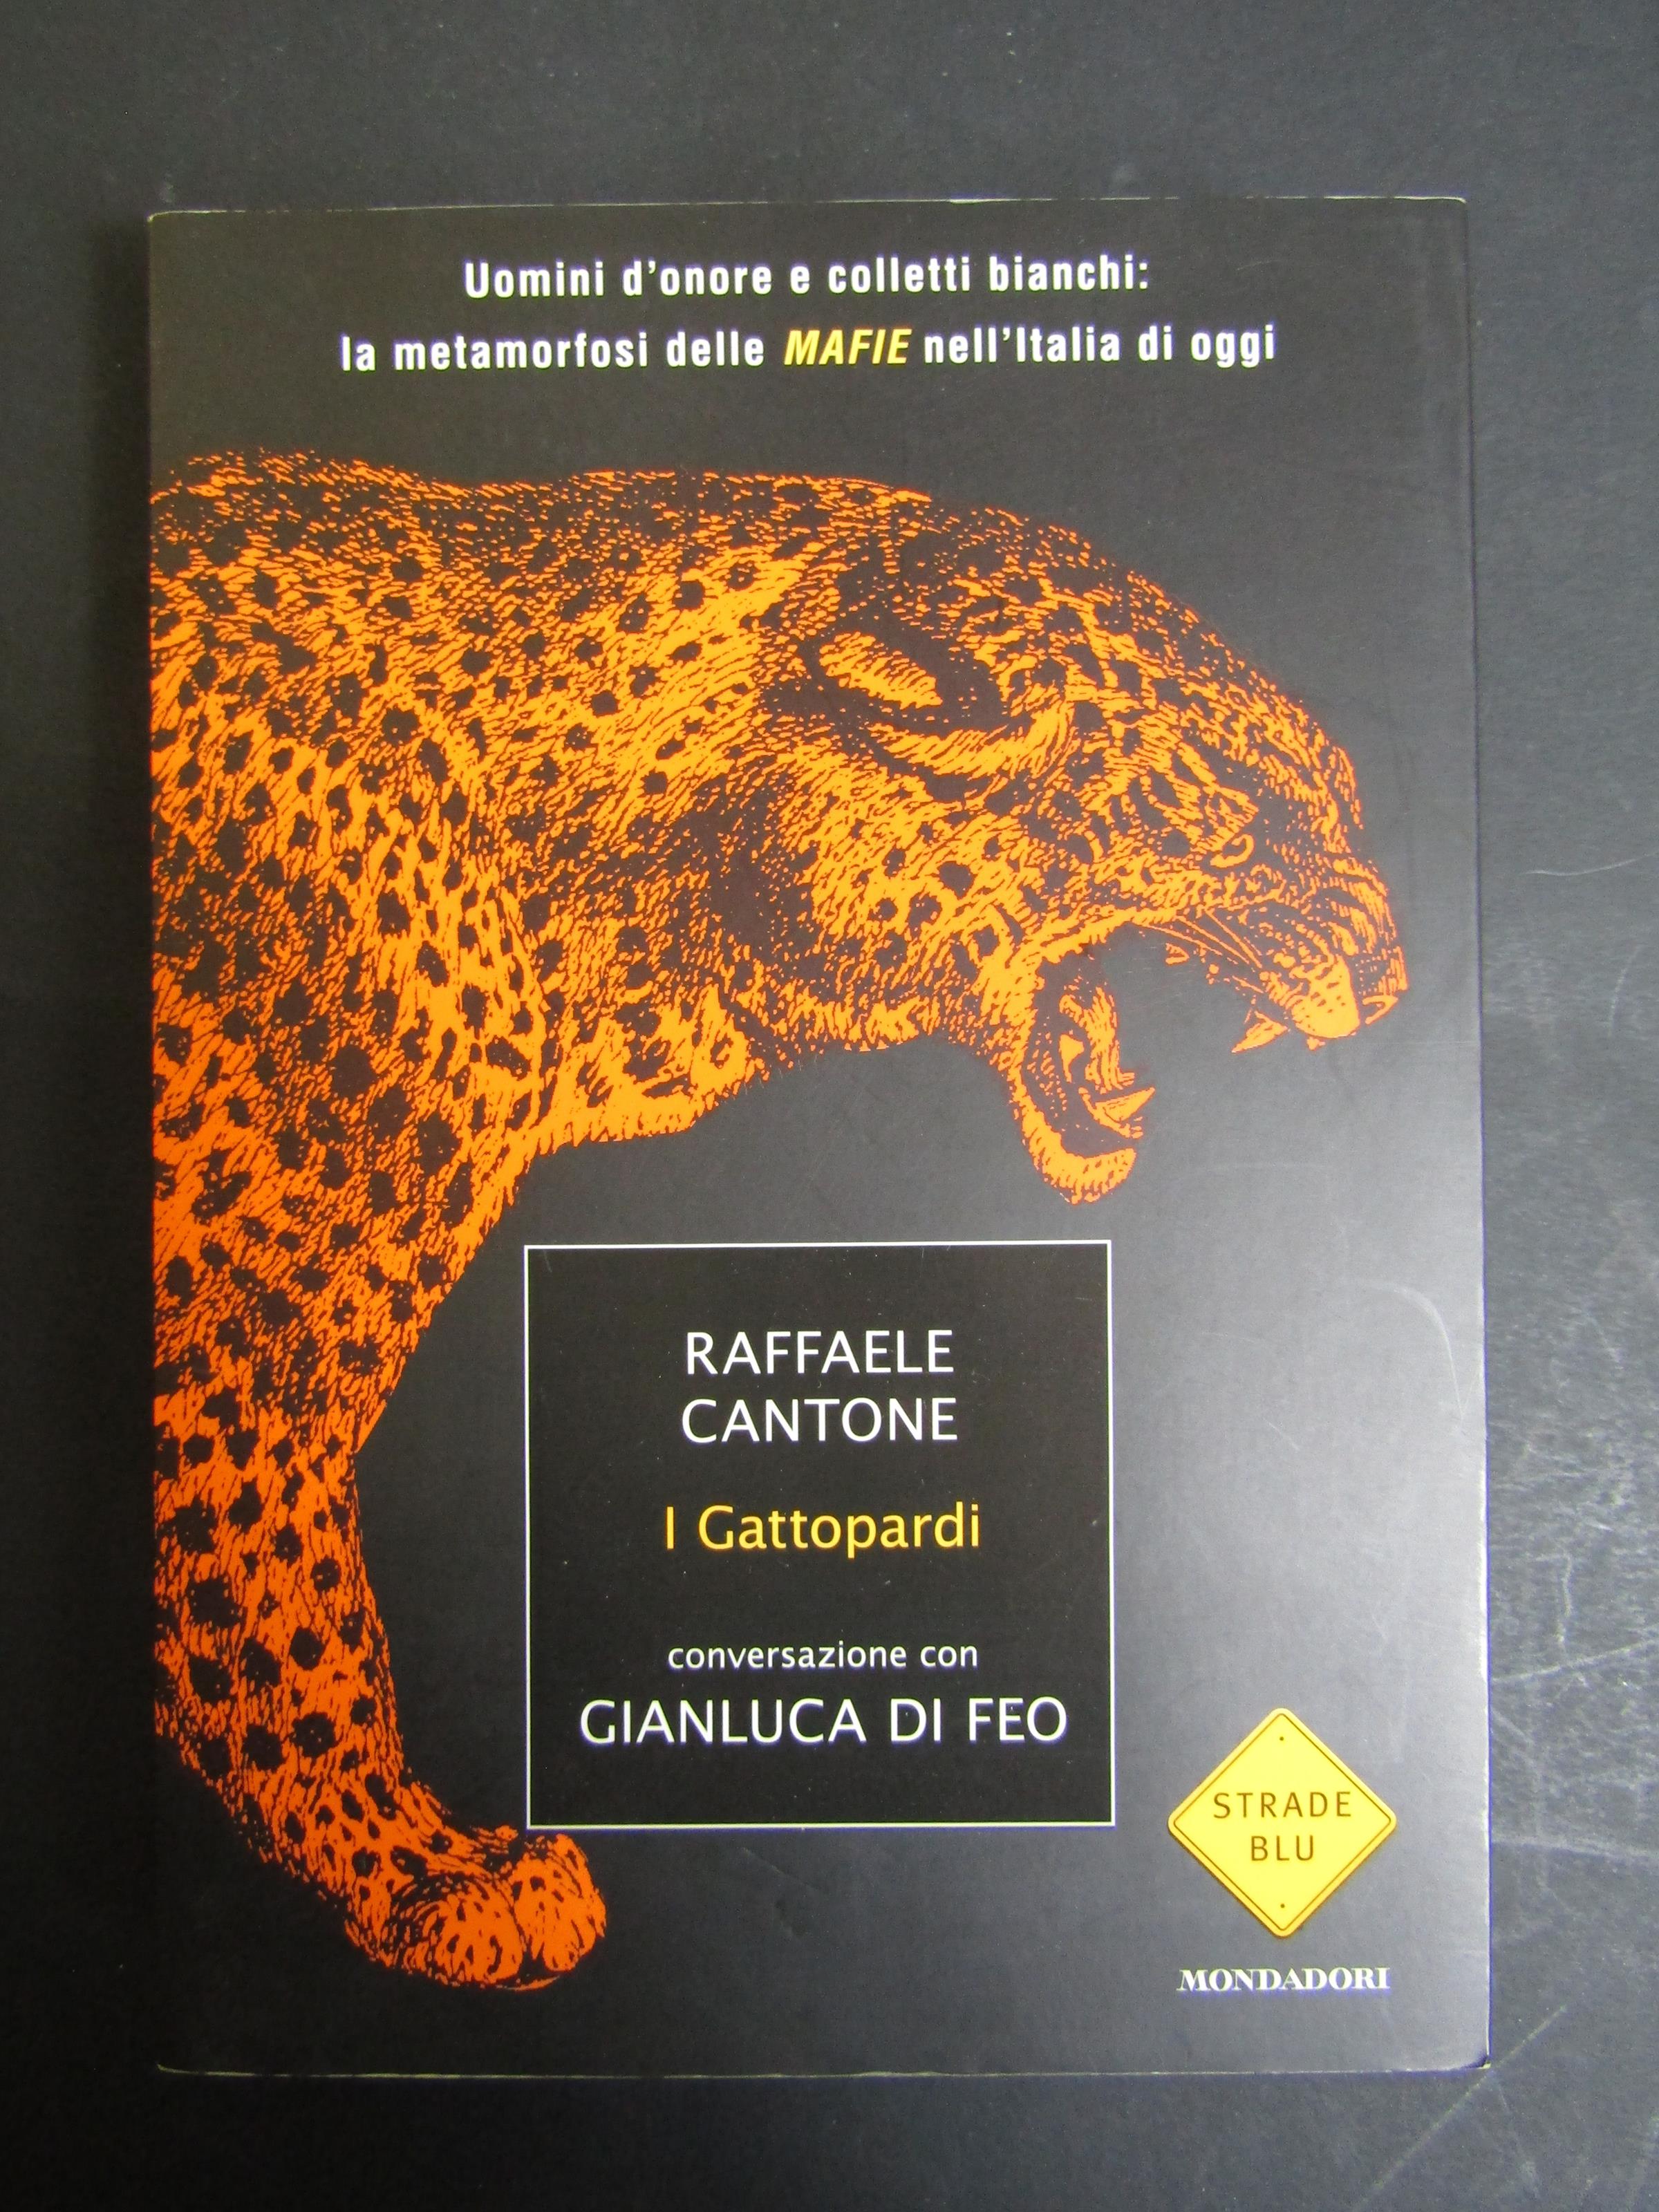 Uomini d'onore e colletti bianchi:
la metamorfosi delle MAFIE nell'Italia di oggi
RAFFAELE
CANTONE
I Gattopardi
conversazione con
GIANLUCA DI FEO
STRADE
BLU
MONDADORI